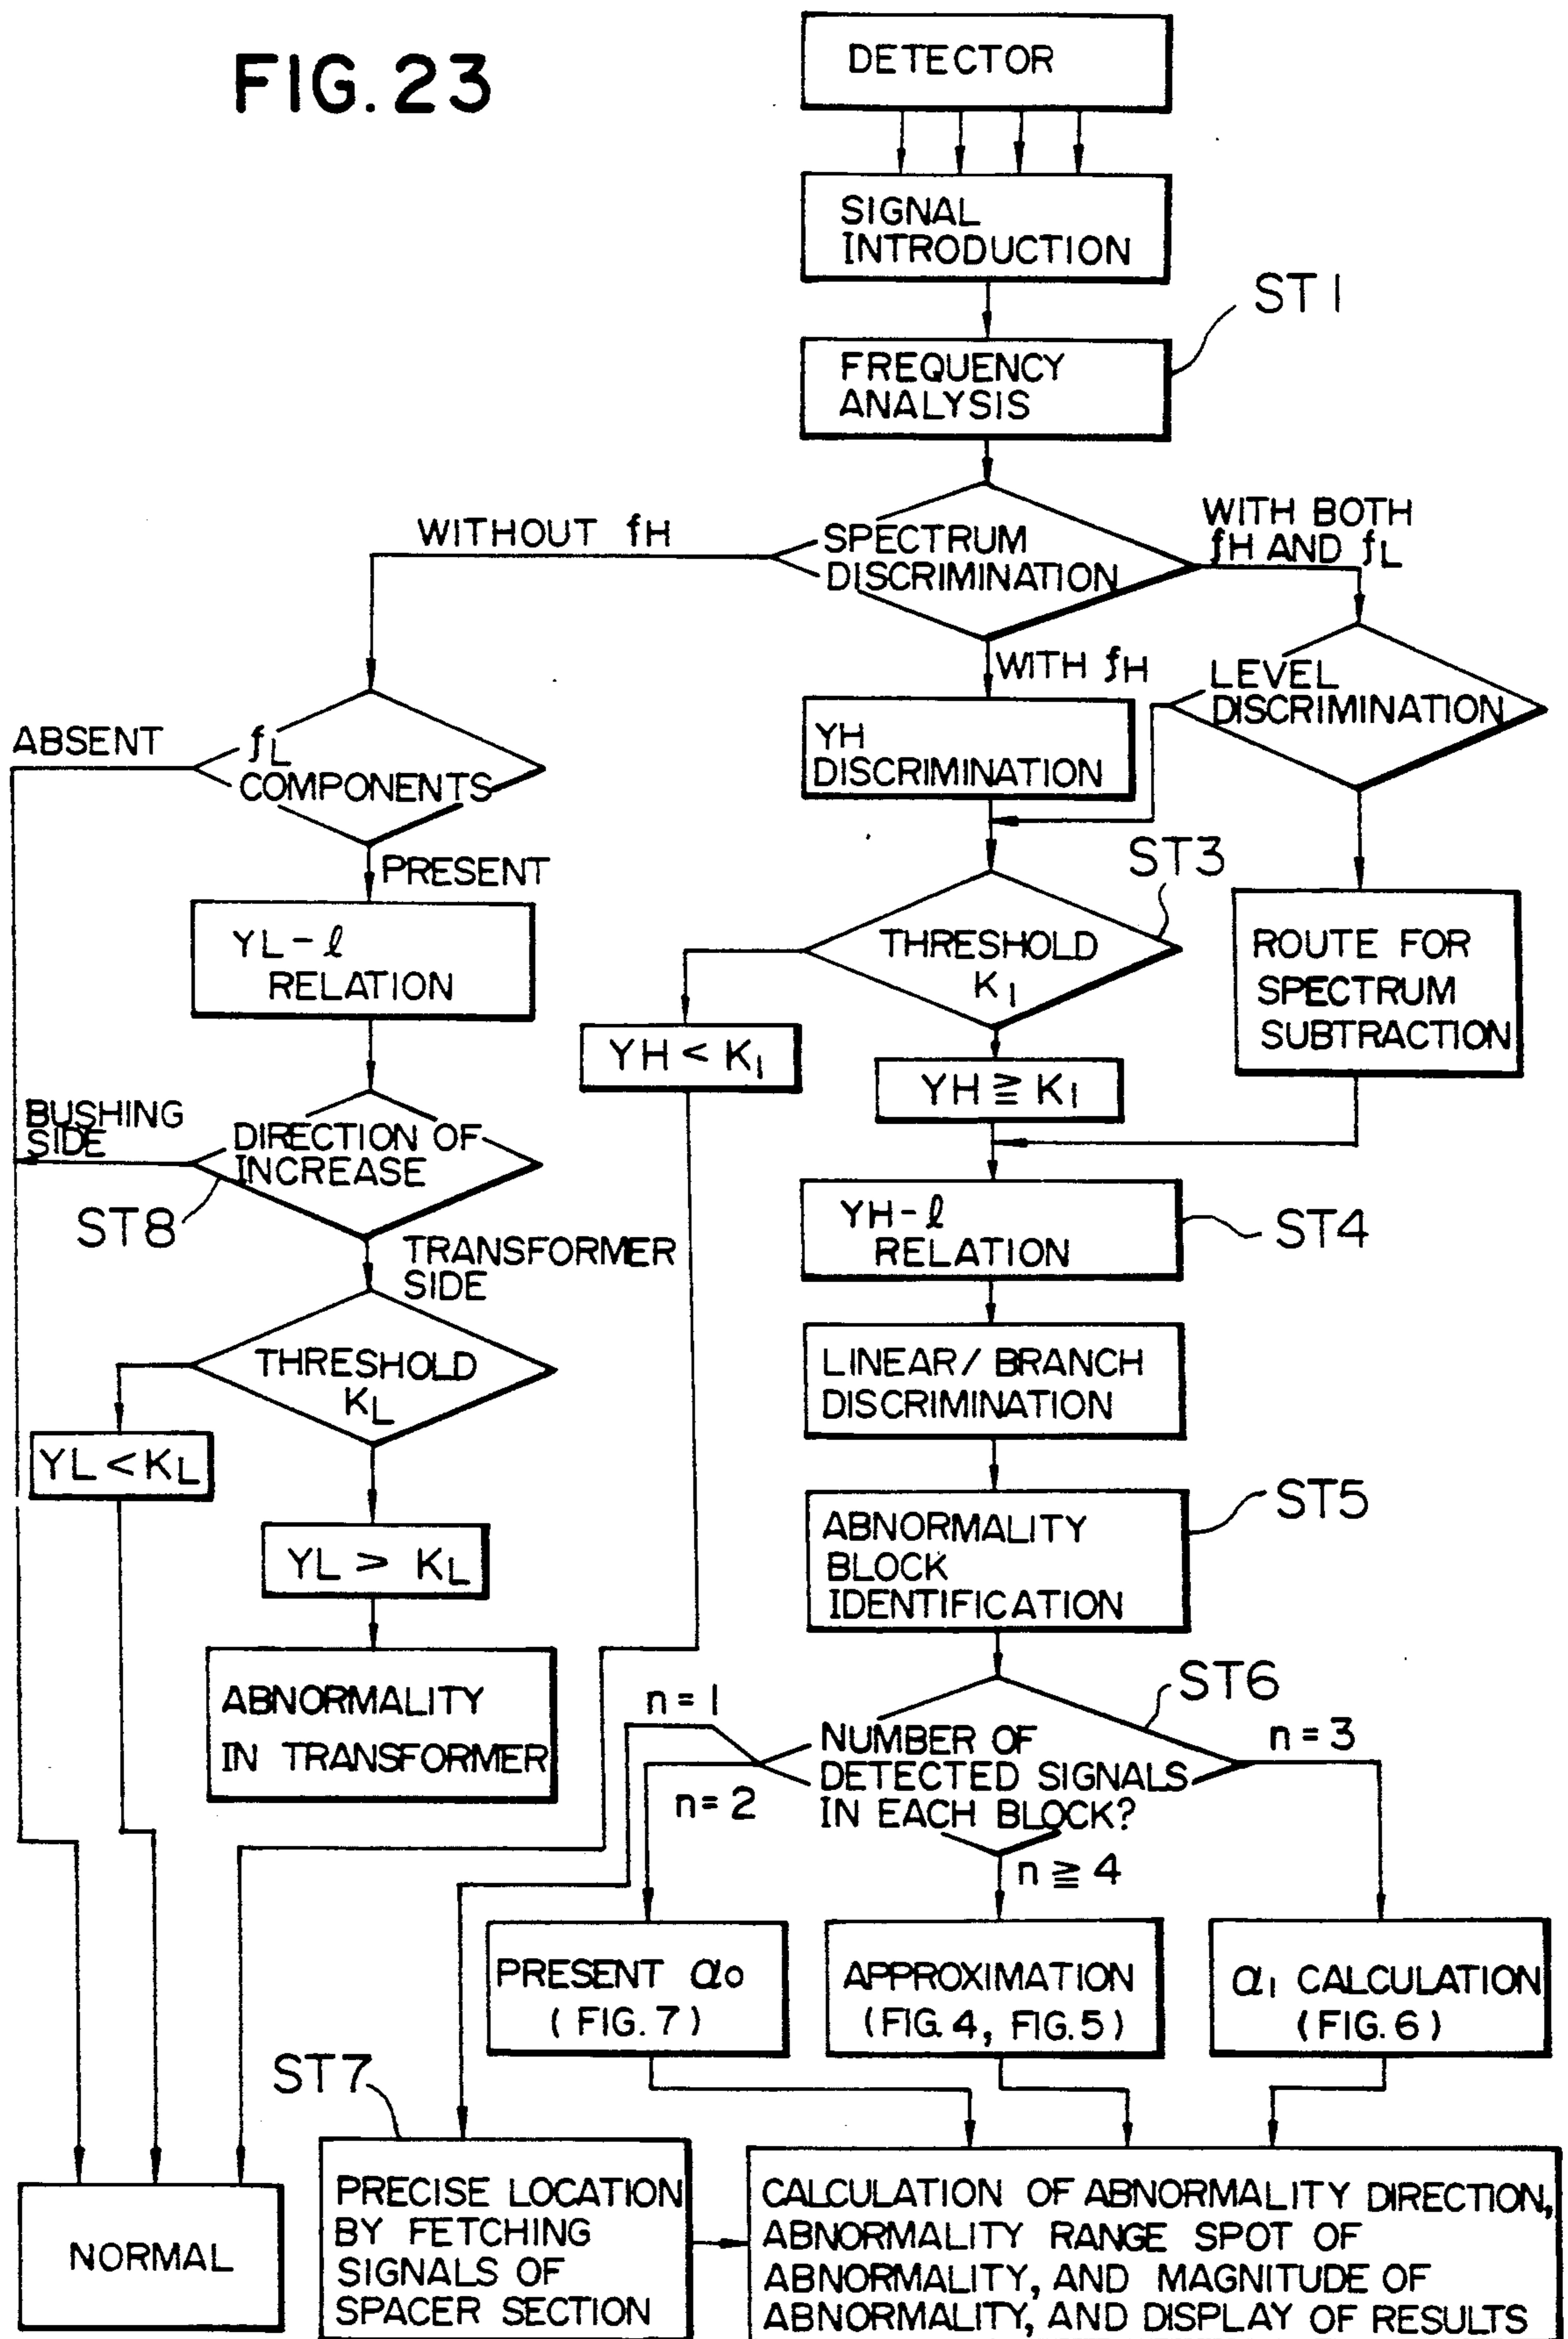 FIG. 23
DETECTOR
SIGNAL
INTRODUCTION
ST1
FREQUENCY
ANALYSIS
WITHOUT fH
SPECTRUM
DISCRIMINATION
WITH BOTH
fH AND fL
WITH fH
LEVEL
DISCRIMINATION
ABSENT
fL
COMPONENTS
YH
DISCRIMINATION
PRESENT
ST3
YL-ℓ
RELATION
THRESHOLD
K1
ROUTE FOR
SPECTRUM
SUBTRACTION
YH < K1
YH ≧ K1
BUSHING
SIDE
DIRECTION OF
INCREASE
ST8
TRANSFORMER
SIDE
YH-ℓ
RELATION
ST4
THRESHOLD
KL
LINEAR/ BRANCH
DISCRIMINATION
YL < KL
YL > KL
ABNORMALITY
BLOCK
IDENTIFICATION
ST5
ABNORMALITY
IN TRANSFORMER
ST6
n=1
n=2
NUMBER OF
DETECTED SIGNALS
IN EACH BLOCK?
n=3
n ≧ 4
PRESENT α0
(FIG. 7)
APPROXIMATION
(FIG. 4, FIG. 5)
α1 CALCULATION
(FIG. 6)
ST7
NORMAL
PRECISE LOCATION
BY FETCHING
SIGNALS OF
SPACER SECTION
CALCULATION OF ABNORMALITY DIRECTION,
ABNORMALITY RANGE SPOT OF
ABNORMALITY, AND MAGNITUDE OF
ABNORMALITY, AND DISPLAY OF RESULTS